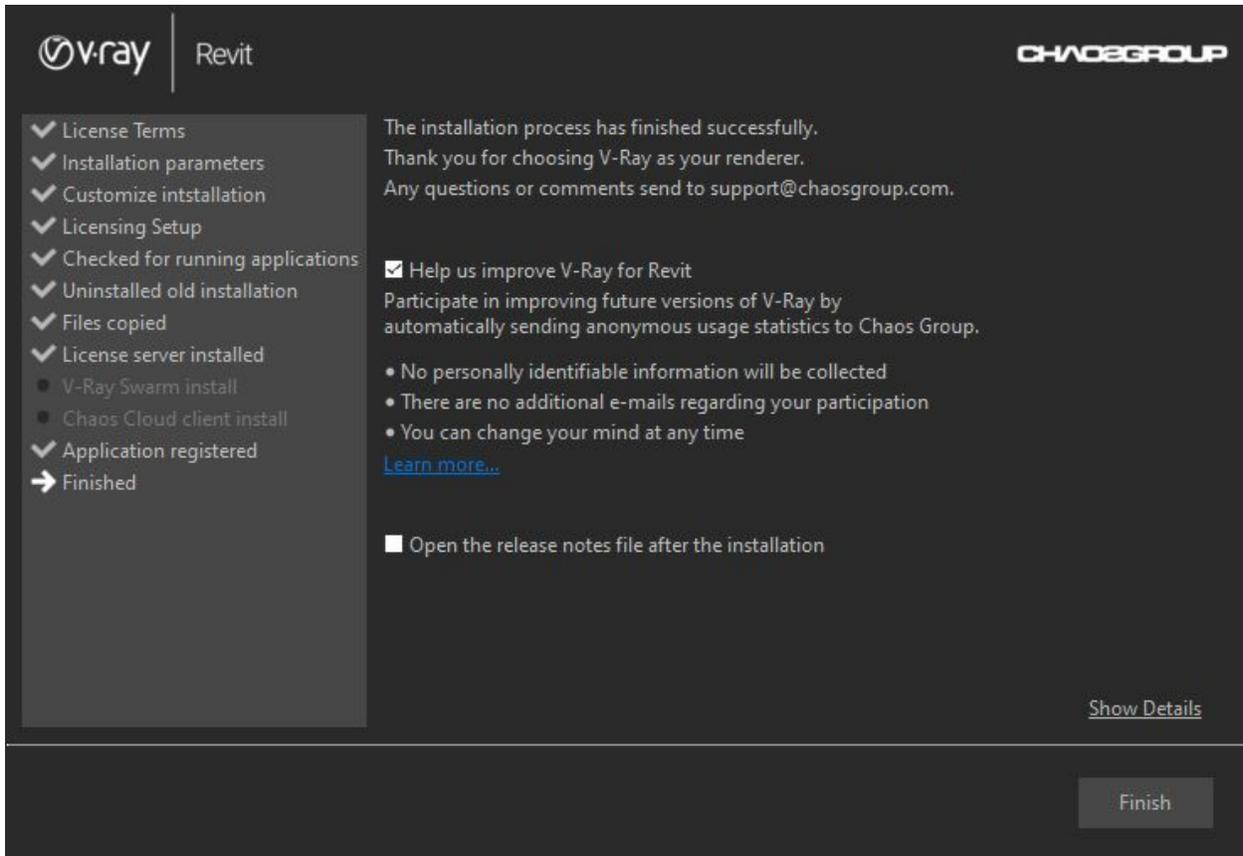 v·ray
Revit
CHAOSGROUP
License Terms
Installation parameters
Customize intstallation
Licensing Setup
Checked for running applications
Uninstalled old installation
Files copied
License server installed
V-Ray Swarm install
Chaos Cloud client install
Application registered
Finished
The installation process has finished successfully.
Thank you for choosing V-Ray as your renderer.
Any questions or comments send to support@chaosgroup.com.
Help us improve V-Ray for Revit
Participate in improving future versions of V-Ray by
automatically sending anonymous usage statistics to Chaos Group.
• No personally identifiable information will be collected
• There are no additional e-mails regarding your participation
• You can change your mind at any time
Learn more...
Open the release notes file after the installation
Show Details
Finish